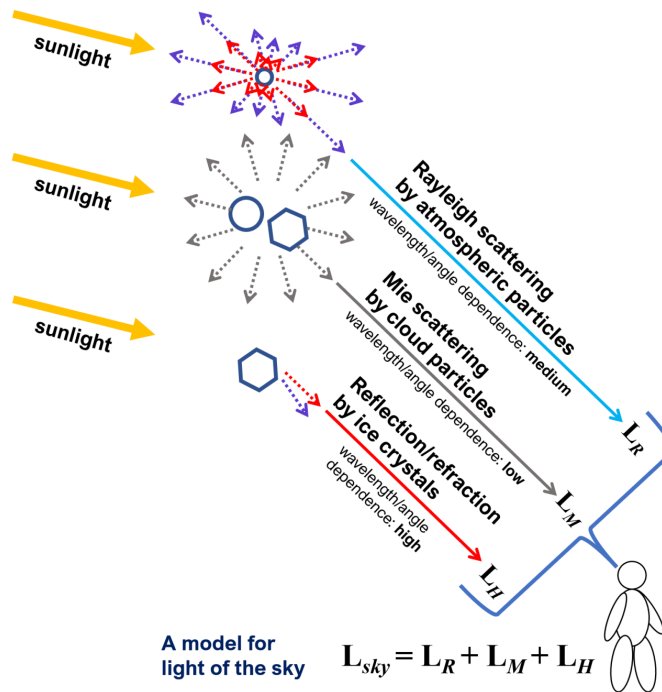 sunlight
sunlight
sunlight
Rayleigh scattering
by atmospheric particles
wavelength/angle dependence: medium
L_R
Mie scattering
by cloud particles
wavelength/angle dependence: low
L_M
Reflection/refraction
by ice crystals
wavelength/angle
dependence: high
L_H
A model for
light of the sky
L_sky = L_R + L_M + L_H